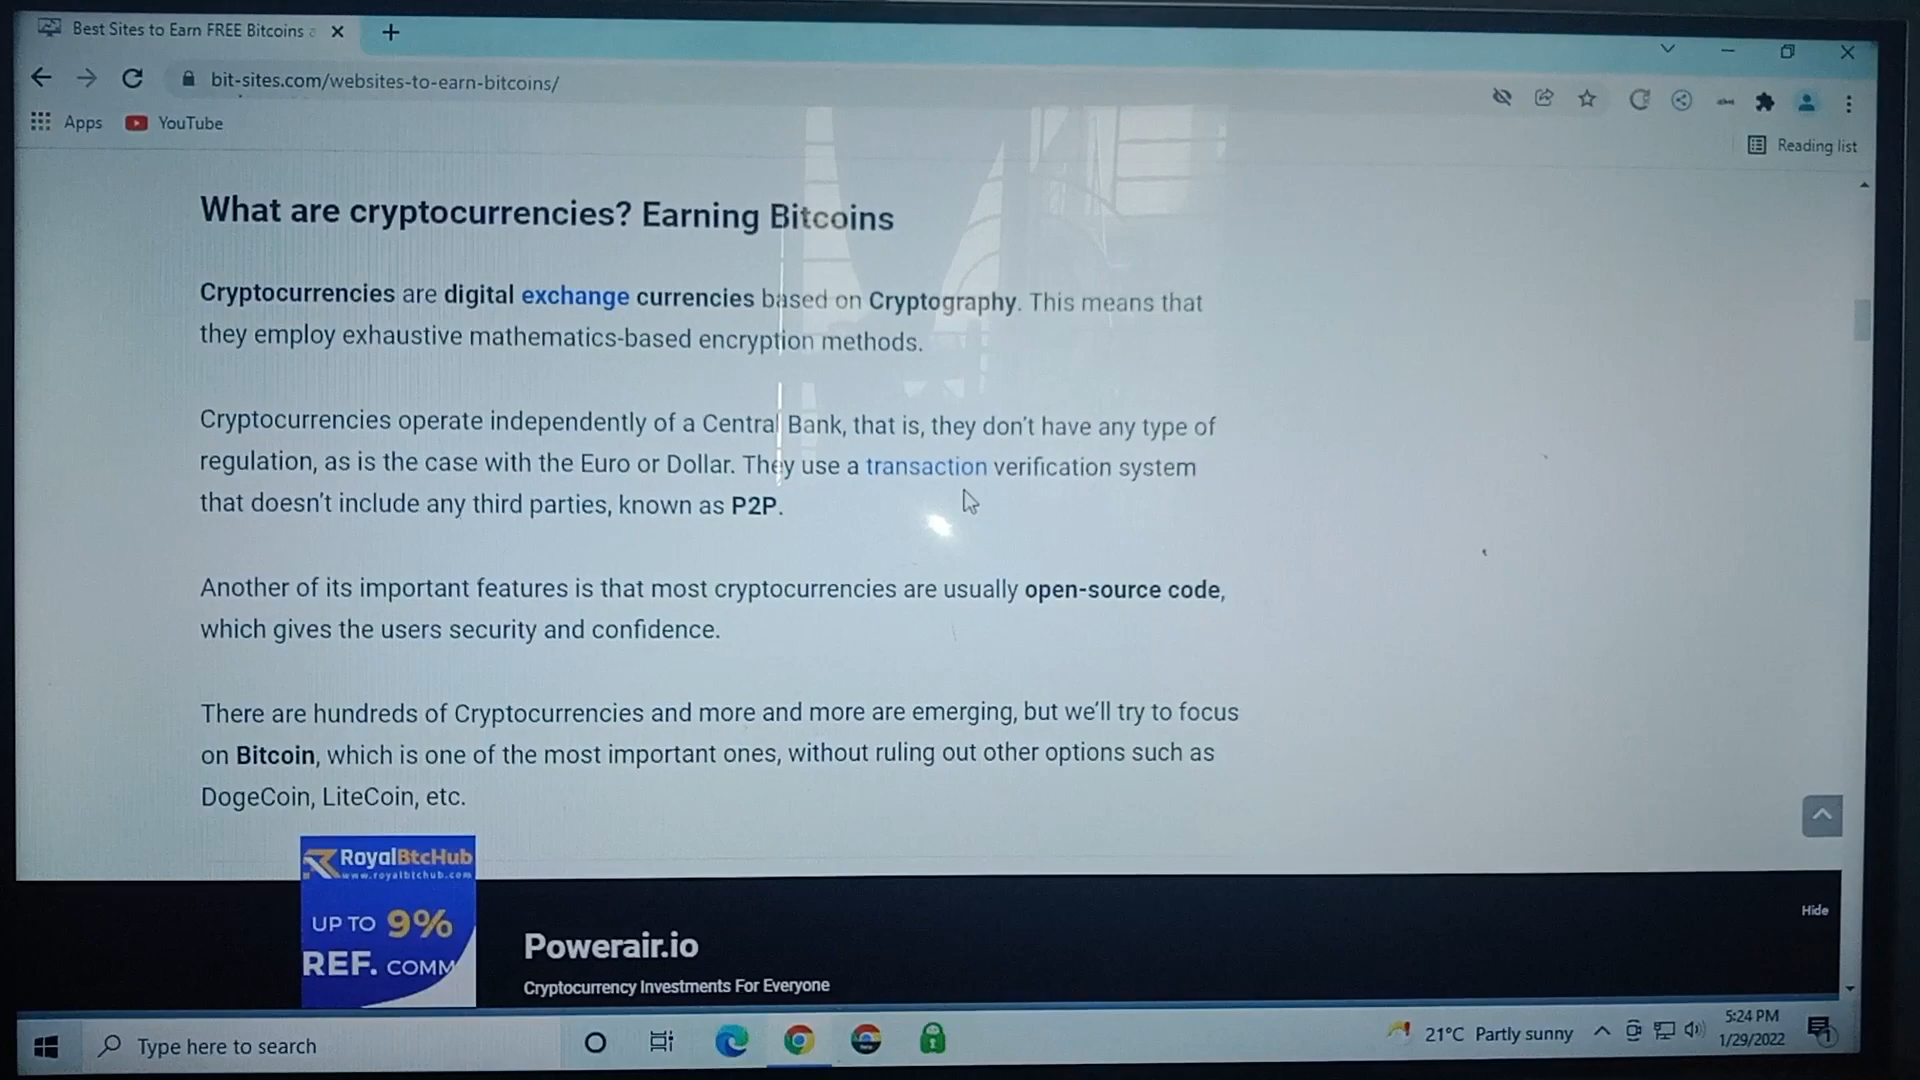 Best Sites to Earn FREE Bitcoins
bit-sites.com/websites-to-earn-bitcoins/
Apps
YouTube
Reading list
What are cryptocurrencies? Earning Bitcoins
Cryptocurrencies are digital exchange currencies based on Cryptography. This means that
they employ exhaustive mathematics-based encryption methods.
Cryptocurrencies operate independently of a Central Bank, that is, they don't have any type of
regulation, as is the case with the Euro or Dollar. They use a transaction verification system
that doesn't include any third parties, known as P2P.
Another of its important features is that most cryptocurrencies are usually open-source code,
which gives the users security and confidence.
There are hundreds of Cryptocurrencies and more and more are emerging, but we'll try to focus
on Bitcoin, which is one of the most important ones, without ruling out other options such as
DogeCoin, LiteCoin, etc.
RoyalBtcHub
www.royalbtchub.com
UP TO 9%
REF. COMM
Hide
Powerair.io
Cryptocurrency Investments For Everyone
Type here to search
21°C Partly sunny
5:24 PM
1/29/2022
1